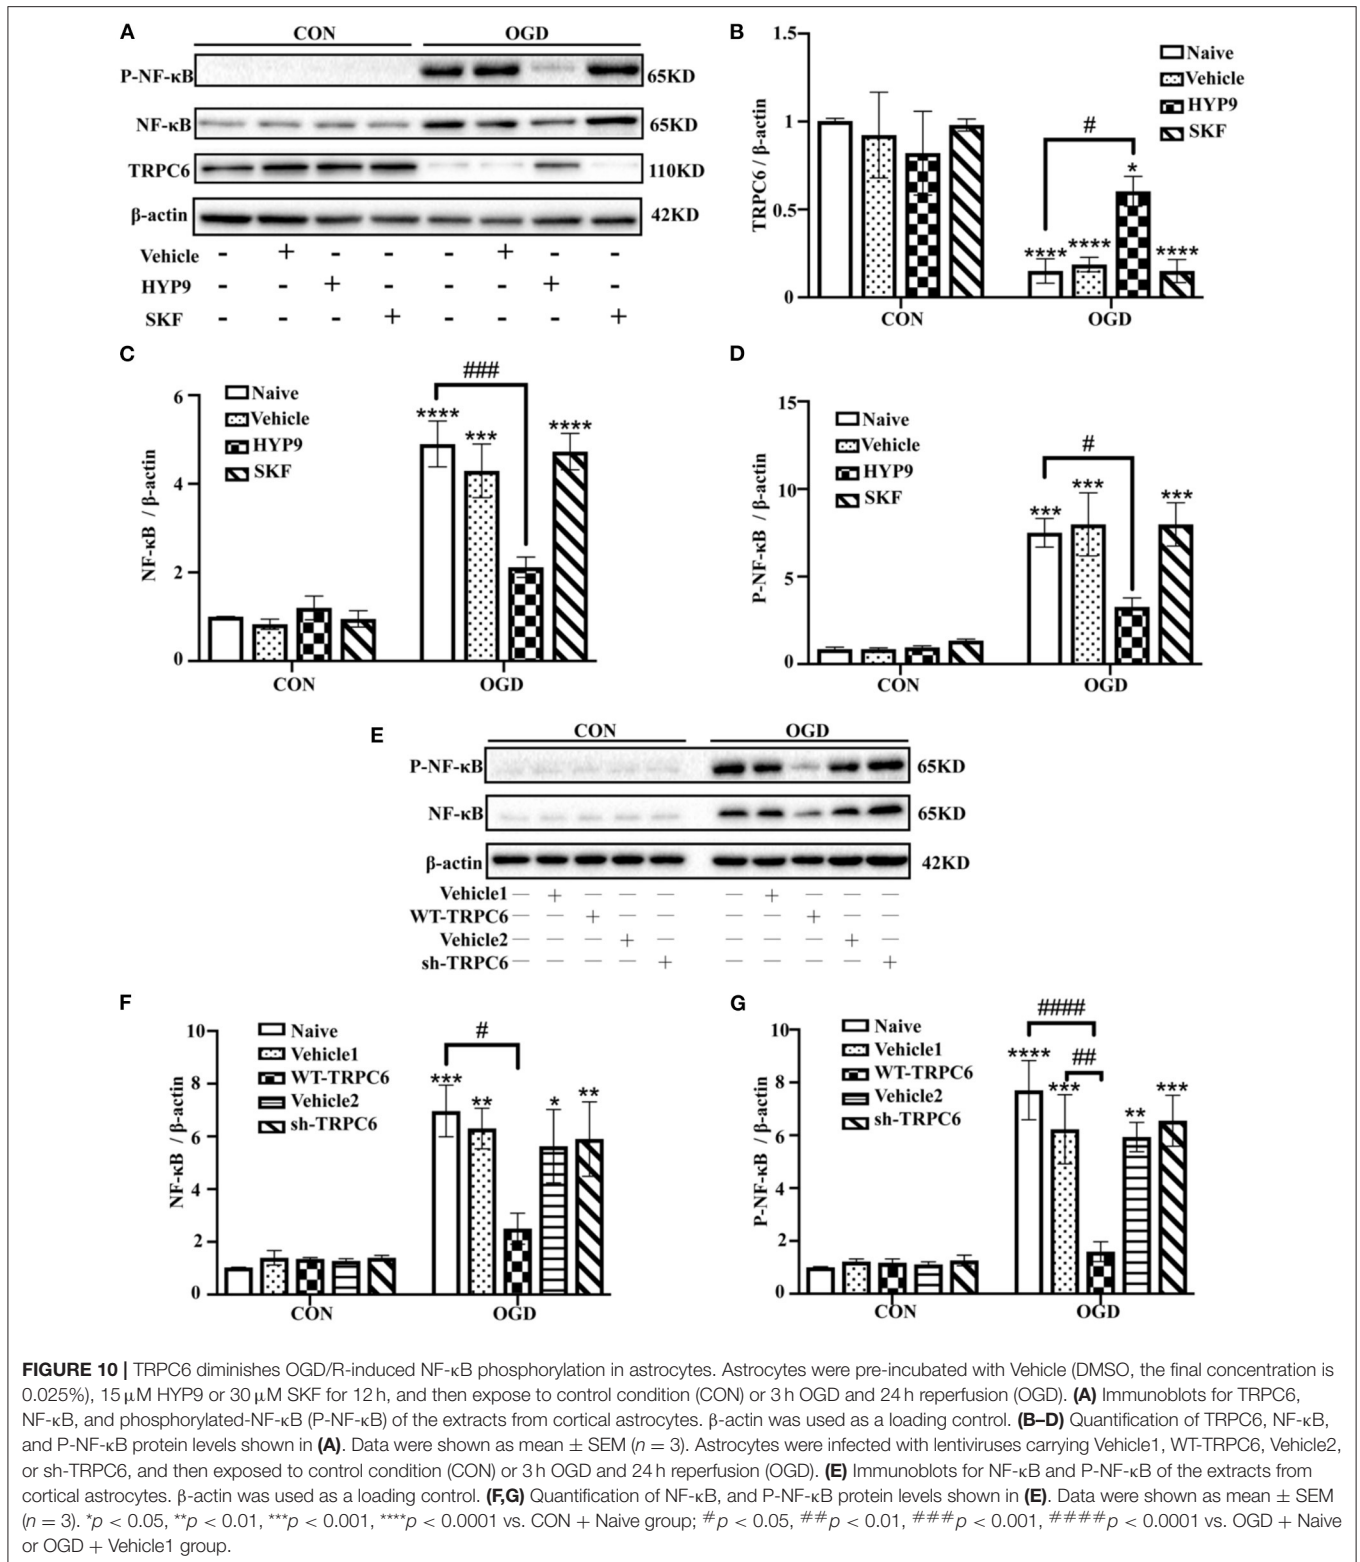 A
CON OGD
P-NF-κB 65KD
NF-κB 65KD
TRPC6 110KD
β-actin 42KD
Vehicle - + - - - + - -
HYP9 - - + - - - + -
SKF - - - + - - - +
B
TRPC6 / β-actin
1.5
1
0.5
0
Naive
Vehicle
HYP9
SKF
#
**** **** * ****
CON OGD
C
NF-κB / β-actin
6
4
2
0
Naive
Vehicle
HYP9
SKF
###
**** *** ****
CON OGD
D
P-NF-κB / β-actin
15
10
5
0
Naive
Vehicle
HYP9
SKF
#
*** *** ***
CON OGD
E
CON OGD
P-NF-κB 65KD
NF-κB 65KD
β-actin 42KD
Vehicle1 — + — — — — + — — —
WT-TRPC6 — — + — — — — + — —
Vehicle2 — — — + — — — — + —
sh-TRPC6 — — — — + — — — — +
F
NF-κB / β-actin
10
8
6
4
2
0
Naive
Vehicle1
WT-TRPC6
Vehicle2
sh-TRPC6
#
*** ** * **
CON OGD
G
P-NF-κB / β-actin
10
8
6
4
2
0
Naive
Vehicle1
WT-TRPC6
Vehicle2
sh-TRPC6
####
##
**** *** ** ***
CON OGD
FIGURE 10 | TRPC6 diminishes OGD/R-induced NF-κB phosphorylation in astrocytes. Astrocytes were pre-incubated with Vehicle (DMSO, the final concentration is
0.025%), 15 μM HYP9 or 30 μM SKF for 12 h, and then expose to control condition (CON) or 3 h OGD and 24 h reperfusion (OGD). (A) Immunoblots for TRPC6,
NF-κB, and phosphorylated-NF-κB (P-NF-κB) of the extracts from cortical astrocytes. β-actin was used as a loading control. (B–D) Quantification of TRPC6, NF-κB,
and P-NF-κB protein levels shown in (A). Data were shown as mean ± SEM (n = 3). Astrocytes were infected with lentiviruses carrying Vehicle1, WT-TRPC6, Vehicle2,
or sh-TRPC6, and then exposed to control condition (CON) or 3 h OGD and 24 h reperfusion (OGD). (E) Immunoblots for NF-κB and P-NF-κB of the extracts from
cortical astrocytes. β-actin was used as a loading control. (F,G) Quantification of NF-κB, and P-NF-κB protein levels shown in (E). Data were shown as mean ± SEM
(n = 3). *p < 0.05, **p < 0.01, ***p < 0.001, ****p < 0.0001 vs. CON + Naive group; #p < 0.05, ##p < 0.01, ###p < 0.001, ####p < 0.0001 vs. OGD + Naive
or OGD + Vehicle1 group.